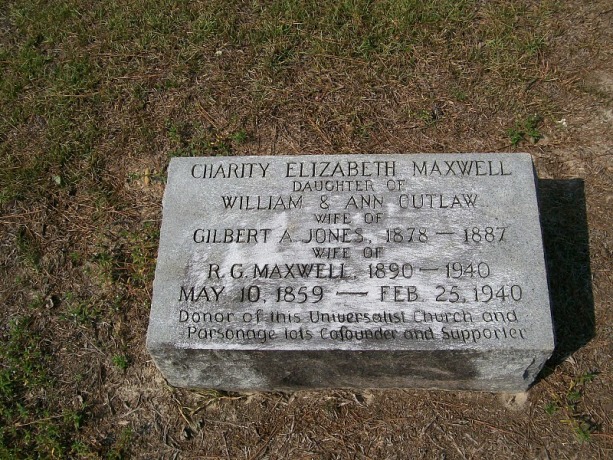 CHARITY ELIZABETH MAXWELL
DAUGHTER OF
WILLIAM & ANN OUTLAW
WIFE OF
GILBERT A. JONES, 1878 — 1887
WIFE OF
R. G. MAXWELL, 1890 — 1940
MAY 10, 1859 — FEB. 25, 1940
Donor of this Universalist Church and
Parsonage lots Cofounder and Supporter